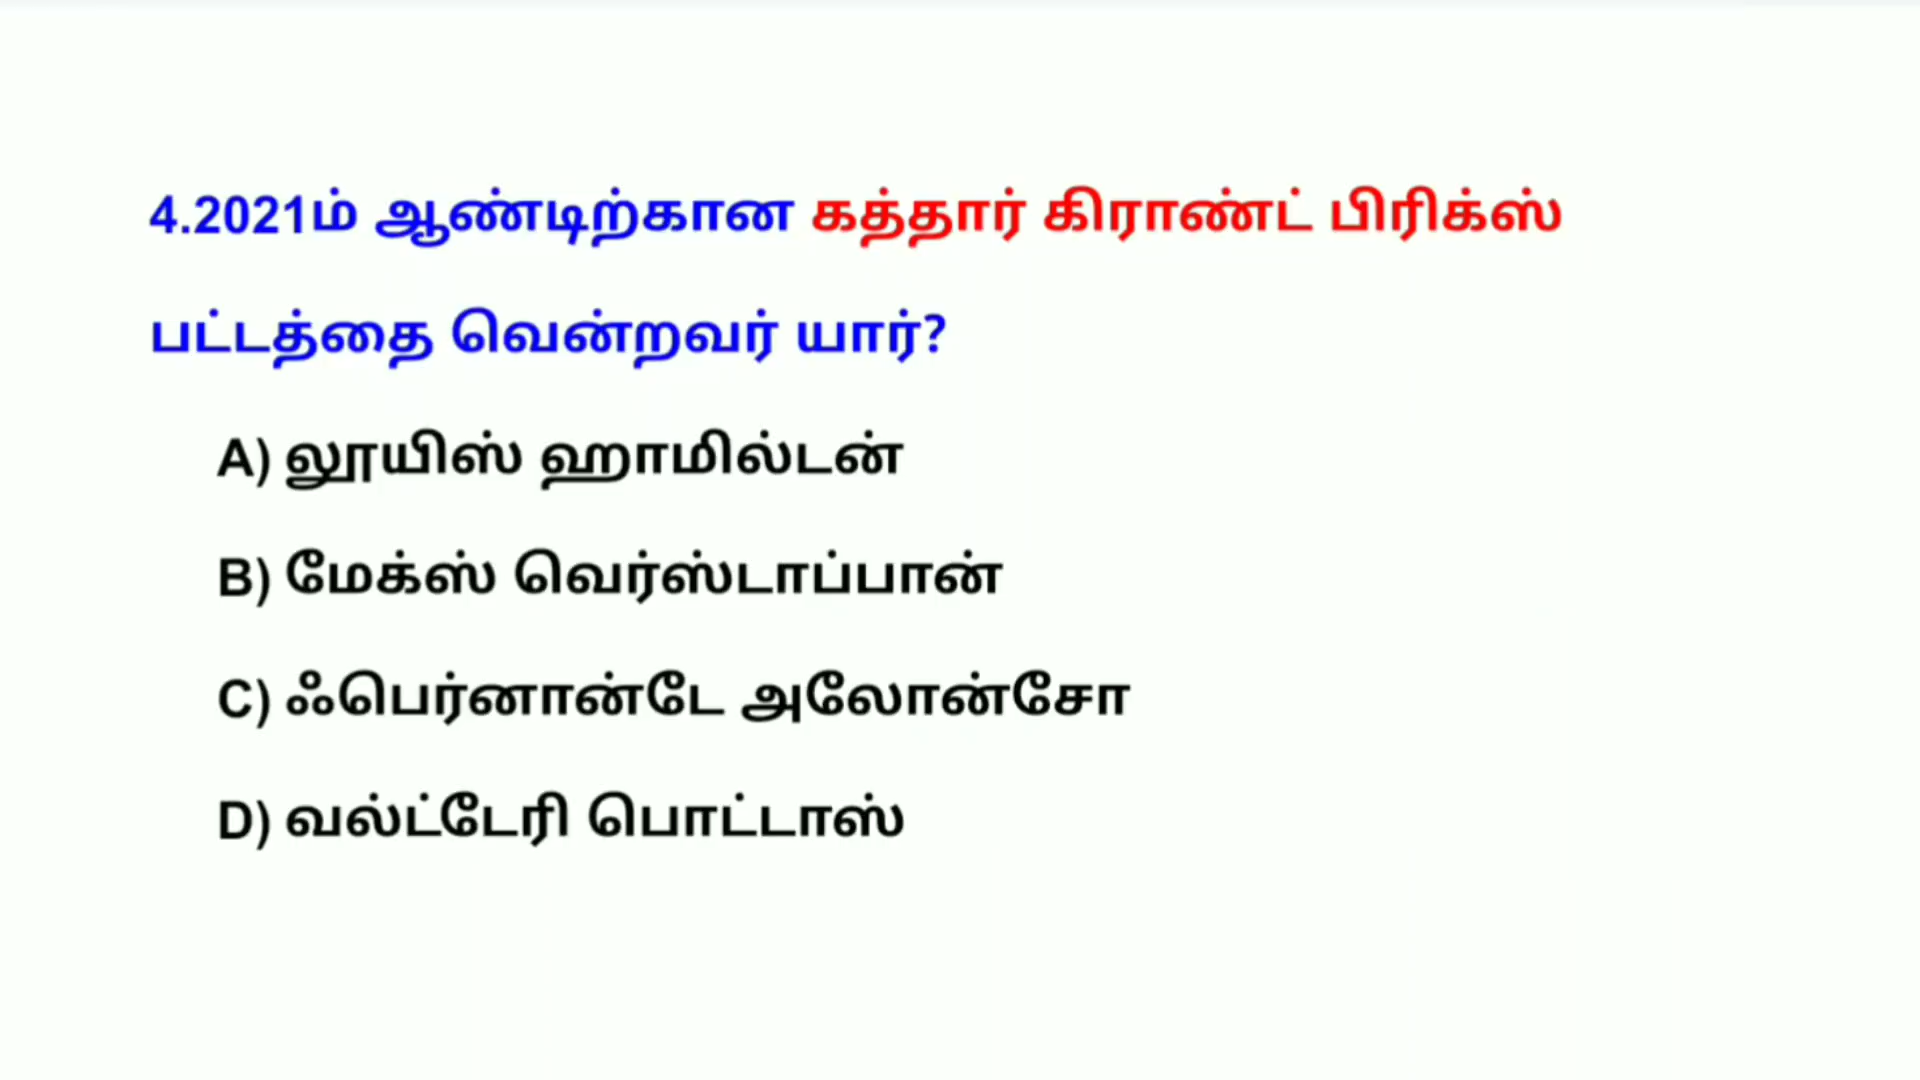 4.2021ம் ஆண்டிற்கான கத்தார் கிராண்ட் பிரிக்ஸ்
பட்டத்தை வென்றவர் யார்?
A) லூயிஸ் ஹாமில்டன்
B) மேக்ஸ் வெர்ஸ்டாப்பான்
C) ஃபெர்னான்டே அலோன்சோ
D) வல்ட்டேரி பொட்டாஸ்